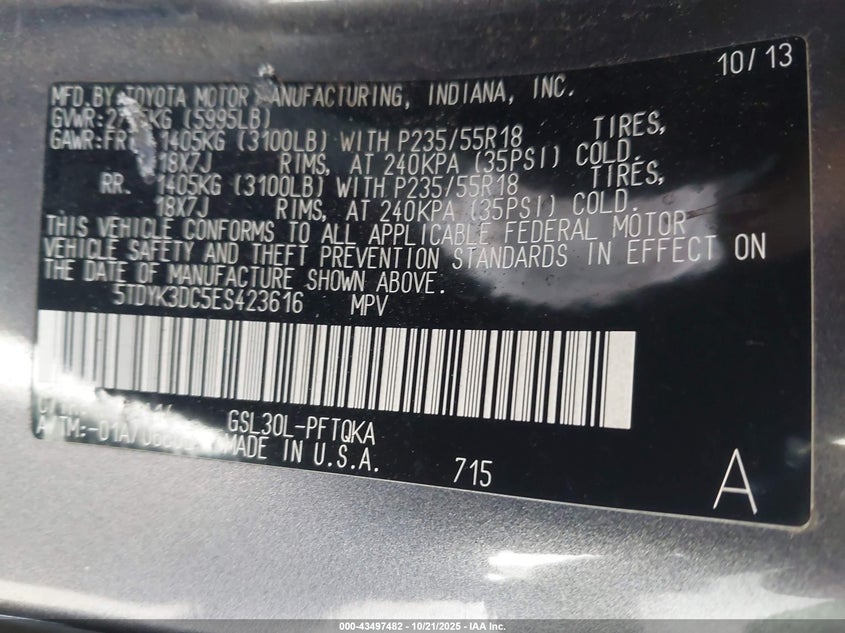 10/13
MFD.BY TOYOTA MOTOR MANUFACTURING, INDIANA, INC.
GVWR: (5995LB)
GAWR:FR 1405KG (3100LB) WITH P235/55R18 TIRES,
18X7J RIMS, AT 240KPA (35PSI) COLD.
RR. 1405KG (3100LB) WITH P235/55R18 TIRES,
18X7J RIMS, AT 240KPA (35PSI) COLD.
THIS VEHICLE CONFORMS TO ALL APPLICABLE FEDERAL MOTOR
VEHICLE SAFETY AND THEFT PREVENTION STANDARDS IN EFFECT ON
THE DATE OF MANUFACTURE SHOWN ABOVE.
5TDYK3DC5ES423616 MPV
GSL30L-PFTQKA
MADE IN U.S.A. 715 A
000-43497482 - 10/21/2025 - IAA Inc.